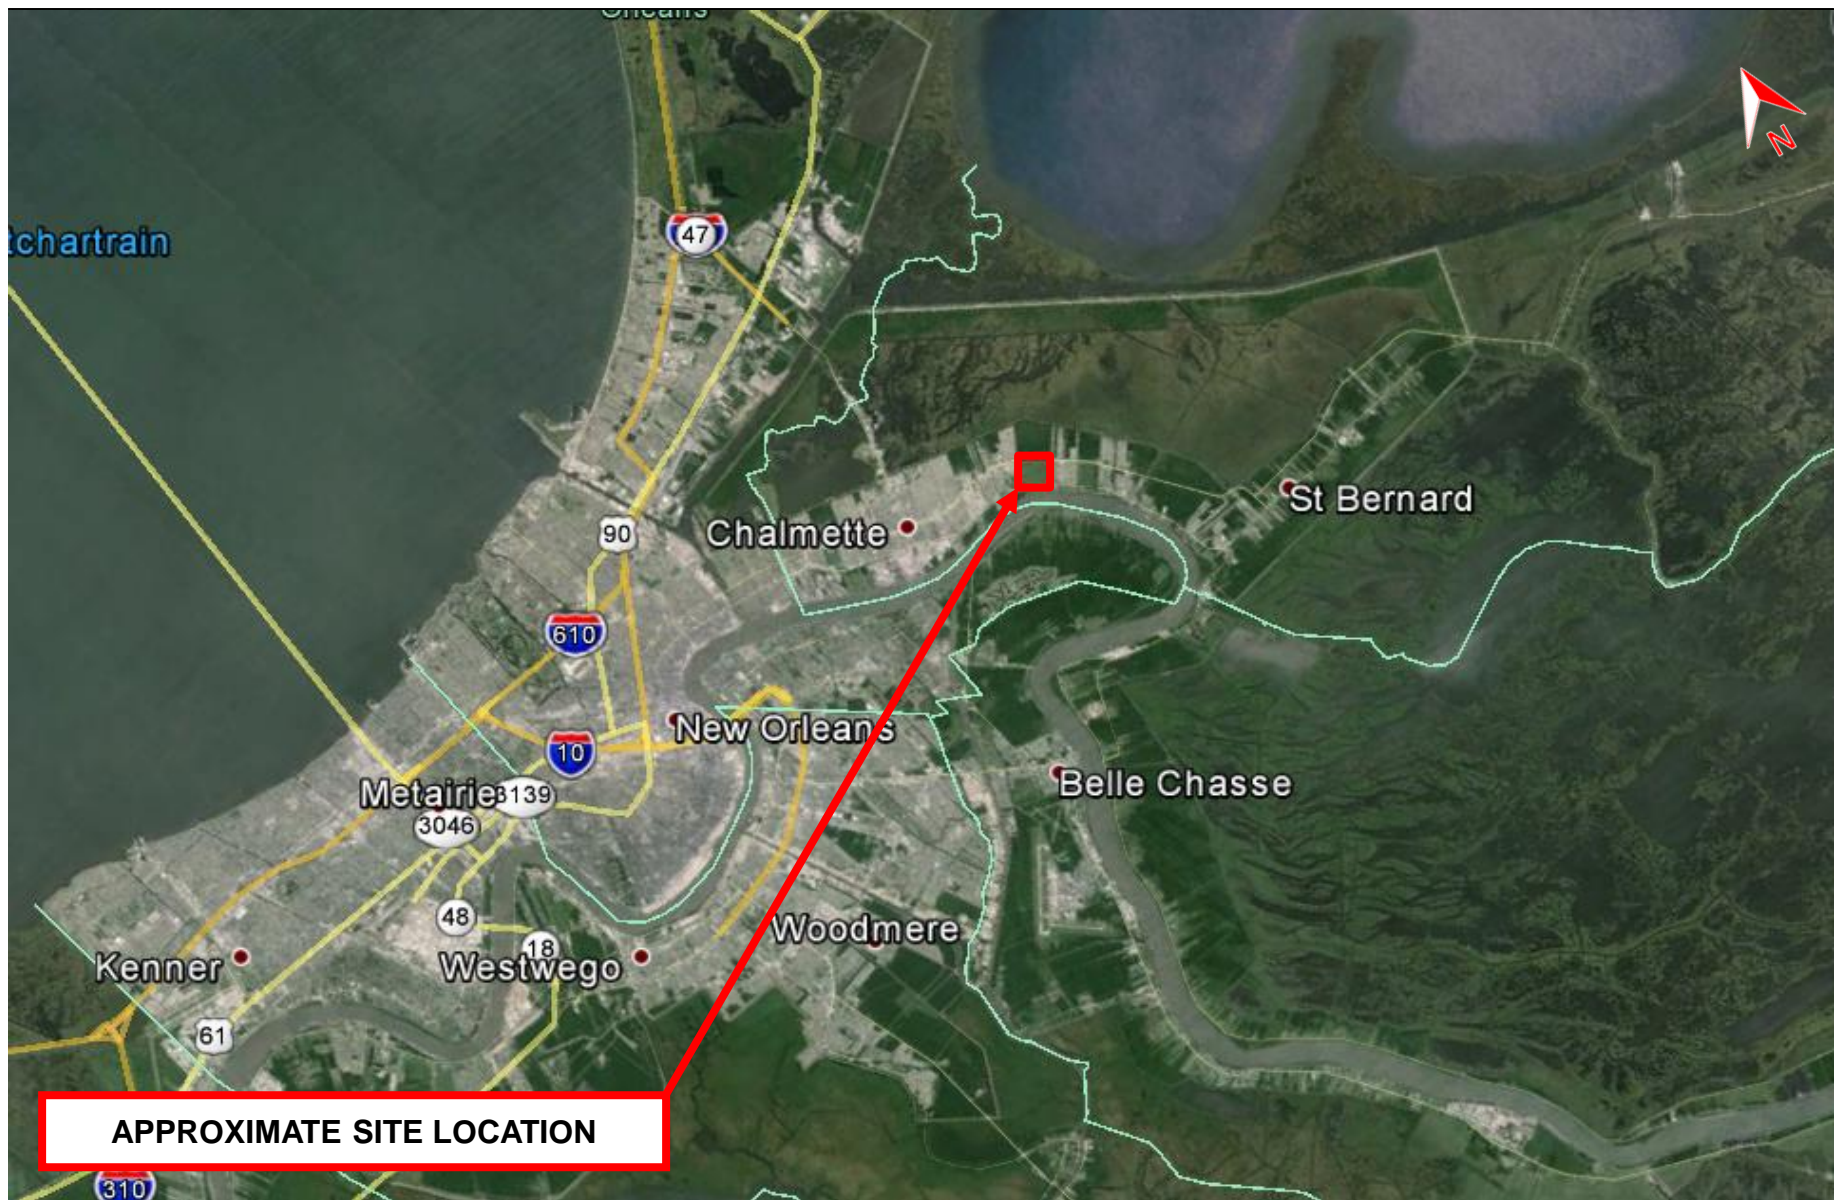 Orleans
N
tchartrain
47
St Bernard
90
Chalmette
610
New Orleans
10
Belle Chasse
Metairie
3139
3046
48
Woodmere
18
Kenner
Westwego
61
APPROXIMATE SITE LOCATION
310